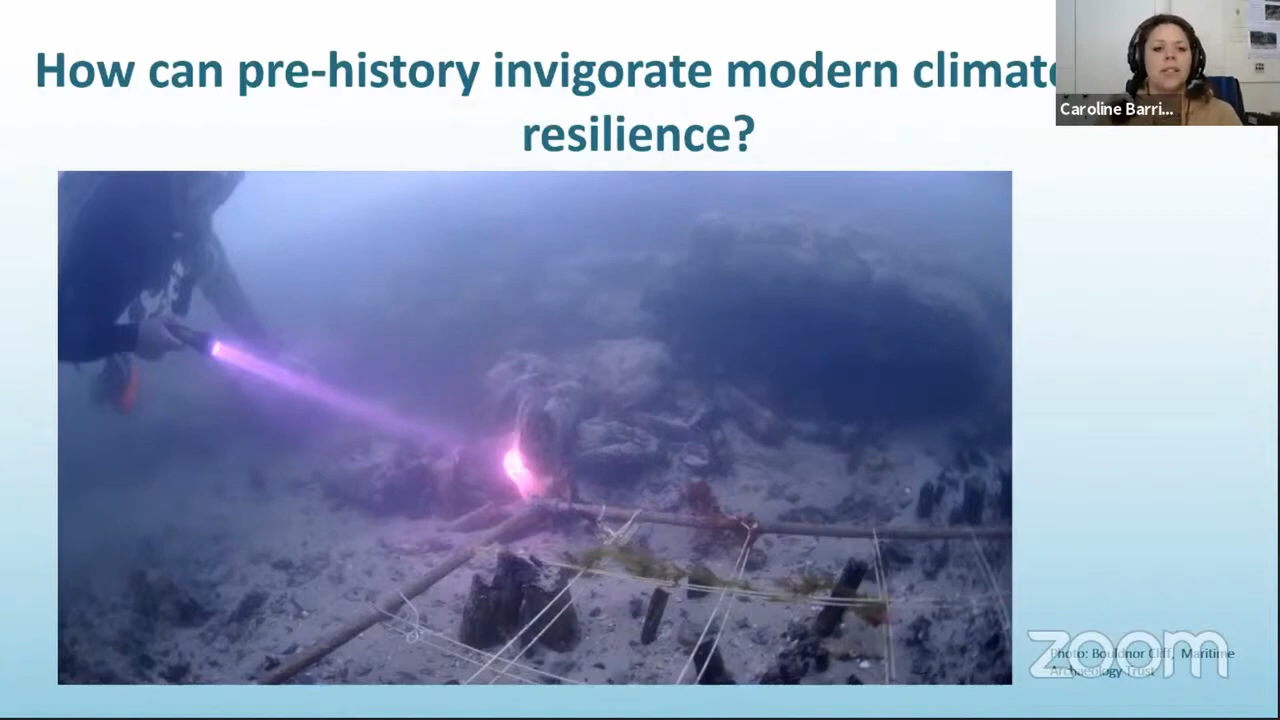 How can pre-history invigorate modern climate
resilience?
Caroline Barri...
zoom
Photo: Bouldnor Cliff, Maritime
Archaeology Trust